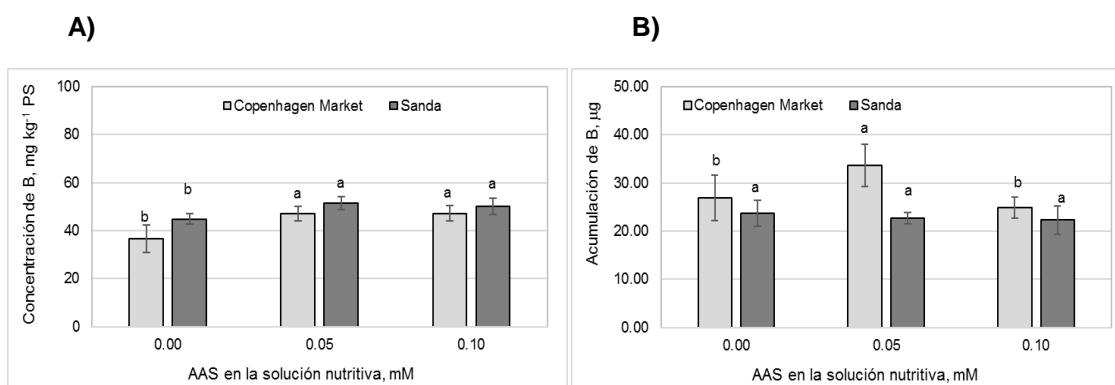 A)
Concentración de B, mg kg⁻¹ PS
100
80
60
40
20
0
Copenhagen Market
Sanda
b
b
a
a
a
a
0.00
0.05
0.10
AAS en la solución nutritiva, mM
B)
Acumulación de B, µg
50.00
40.00
30.00
20.00
10.00
0.00
Copenhagen Market
Sanda
b
a
a
a
b
a
0.00
0.05
0.10
AAS en la solución nutritiva, mM